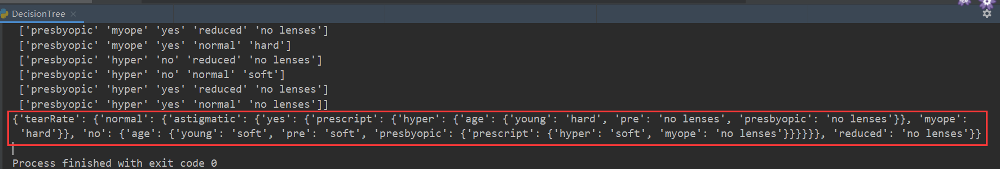 DecisionTree
['presbyopic' 'myope' 'yes' 'reduced' 'no lenses']
['presbyopic' 'myope' 'yes' 'normal' 'hard']
['presbyopic' 'hyper' 'no' 'reduced' 'no lenses']
['presbyopic' 'hyper' 'no' 'normal' 'soft']
['presbyopic' 'hyper' 'yes' 'reduced' 'no lenses']
['presbyopic' 'hyper' 'yes' 'normal' 'no lenses']]
{'tearRate': {'normal': {'astigmatic': {'yes': {'prescript': {'hyper': {'age': {'young': 'hard', 'pre': 'no lenses', 'presbyopic': 'no lenses'}}, 'myope':
'hard'}}, 'no': {'age': {'young': 'soft', 'pre': 'soft', 'presbyopic': {'prescript': {'hyper': 'soft', 'myope': 'no lenses'}}}}}}, 'reduced': 'no lenses'}}
Process finished with exit code 0